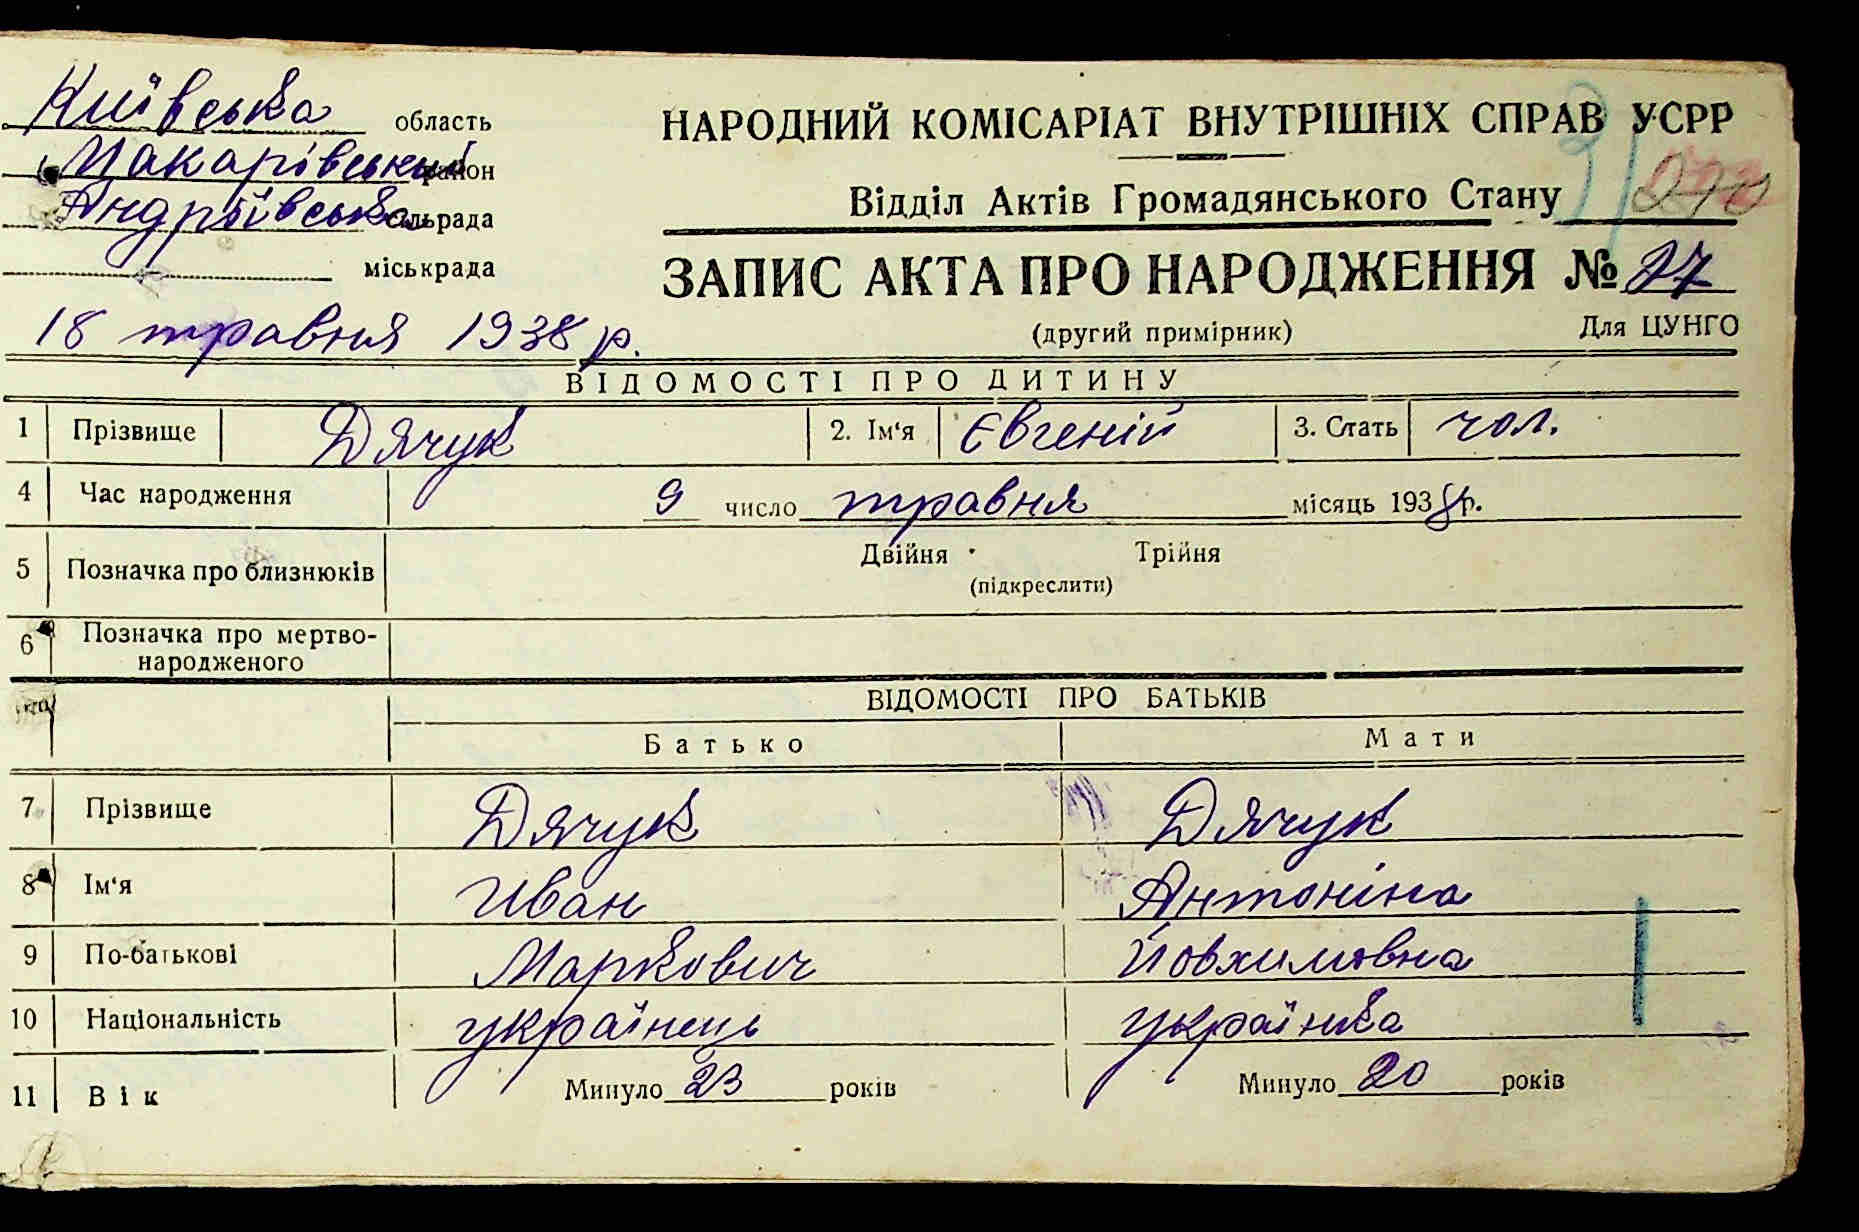 Київська область
Макарівський район
Андріївська сільрада
міськрада
18 травня 1938 р.
НАРОДНИЙ КОМІСАРІАТ ВНУТРІШНІХ СПРАВ УСРР
Відділ Актів Громадянського Стану
ЗАПИС АКТА ПРО НАРОДЖЕННЯ № 27
(другий примірник) Для ЦУНГО
ВІДОМОСТІ ПРО ДИТИНУ
1 Прізвище Дячук 2. Ім'я Євгеній 3. Стать чол.
4 Час народження 9 число травня місяць 1938 р.
5 Позначка про близнюків Двійня Трійня
(підкреслити)
6 Позначка про мертво-
народженого
ВІДОМОСТІ ПРО БАТЬКІВ
Батько Мати
7 Прізвище Дячук Дячук
8 Ім'я Иван Антоніна
9 По-батькові Маркович Йовхимовна
10 Національність українець українка
11 Вік Минуло 23 років Минуло 20 років